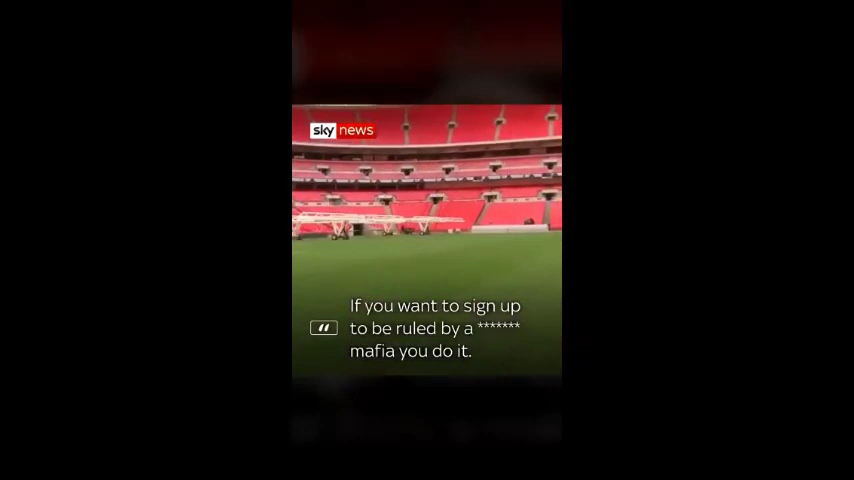 sky news
If you want to sign up
“ to be ruled by a *******
mafia you do it.